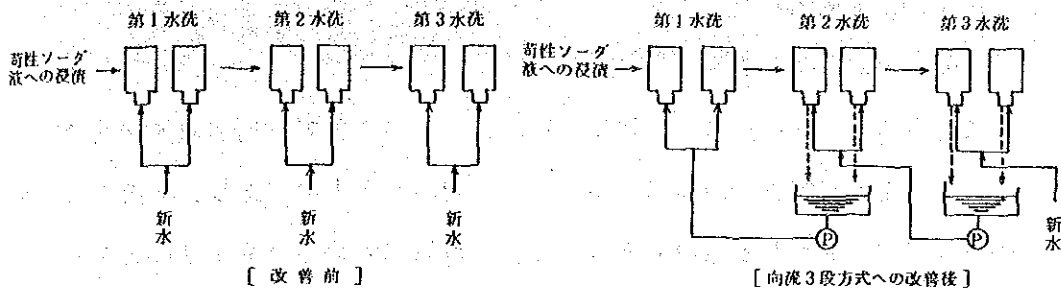 第1水洗
第2水洗
第3水洗
苛性ソーダ
液への浸漬
新水
新水
新水
[改善前]
第1水洗
第2水洗
第3水洗
苛性ソーダ
液への浸漬
P
P
新水
[向流3段方式への改善後]